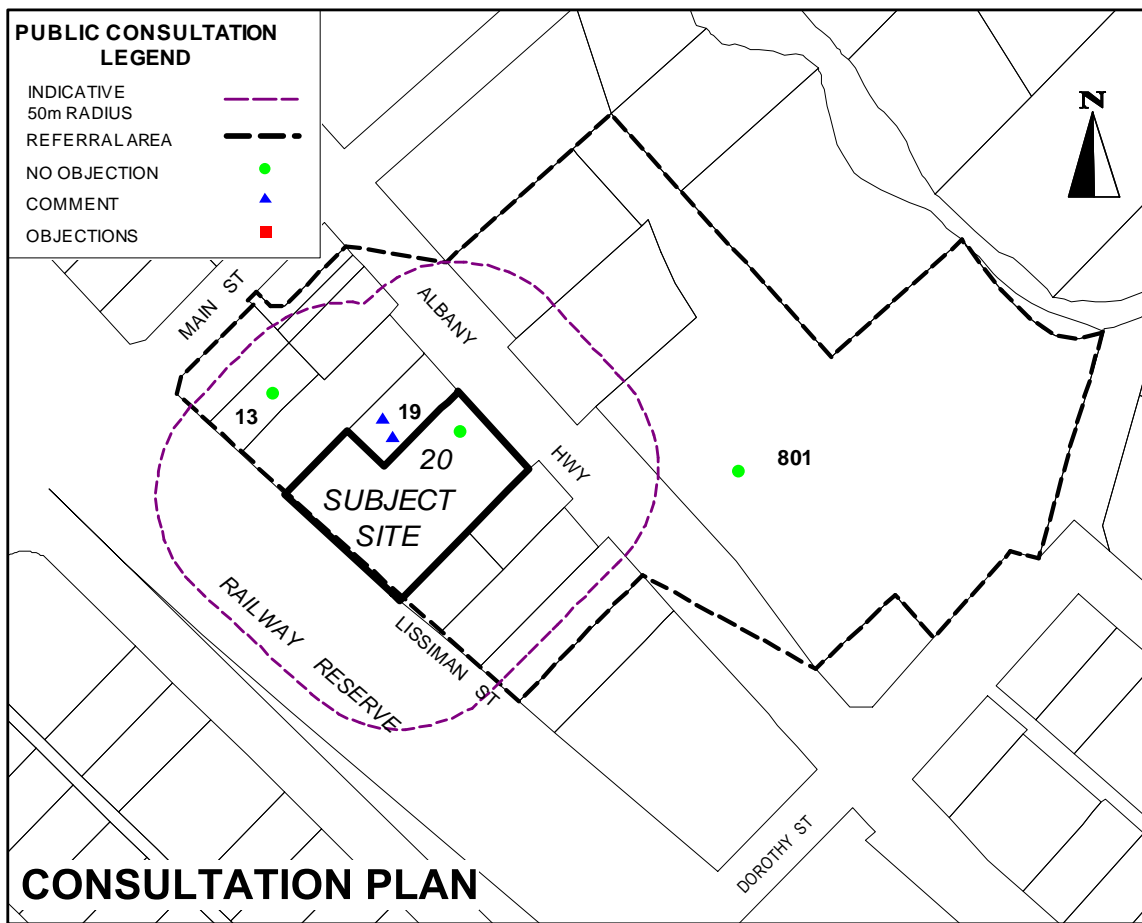 PUBLIC CONSULTATION
LEGEND
INDICATIVE
50m RADIUS
REFERRAL AREA
NO OBJECTION
COMMENT
OBJECTIONS
N
MAIN ST
ALBANY
HWY
13
19
20
801
SUBJECT
SITE
RAILWAY RESERVE
LISSIMAN ST
DOROTHY ST
CONSULTATION PLAN